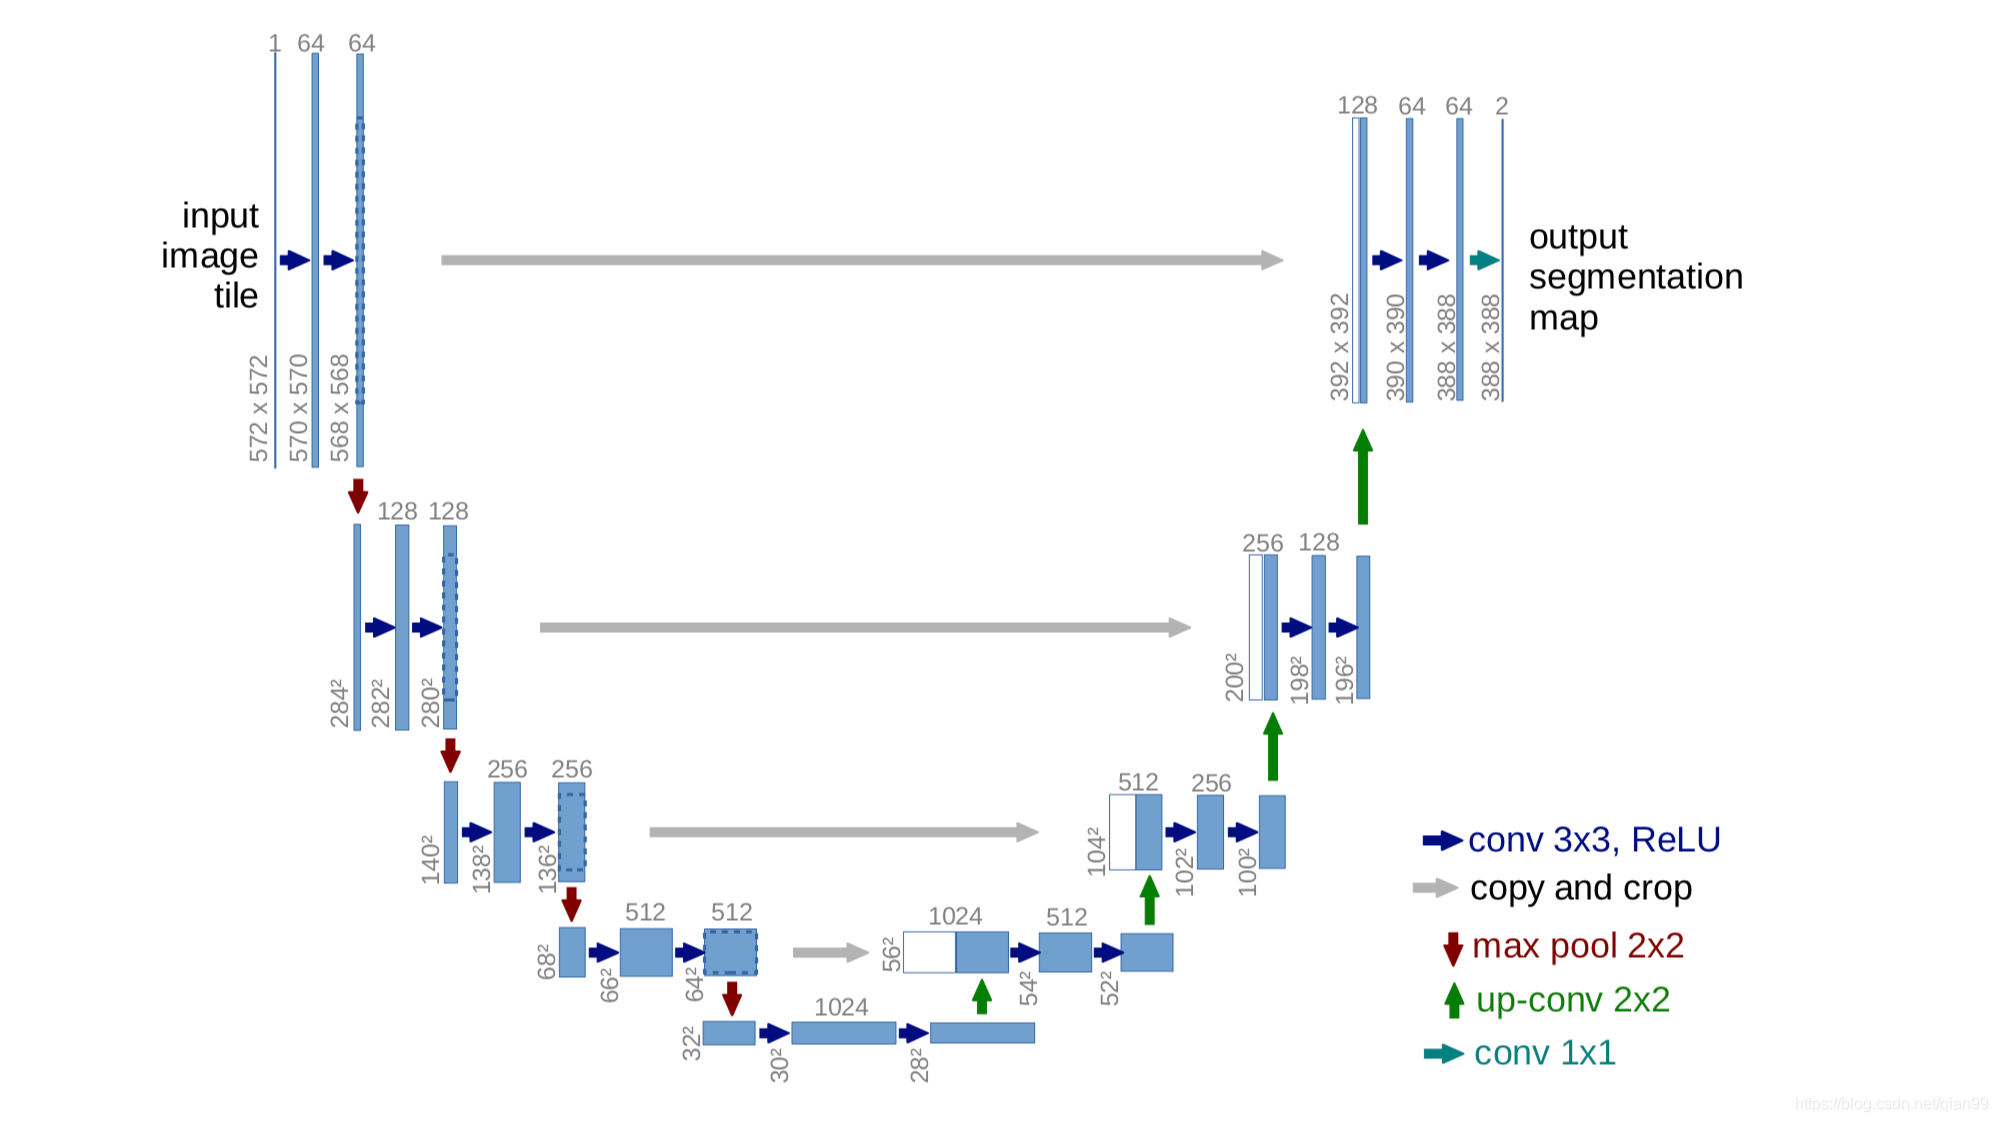 1 64 64
input
image
tile
572 x 572
570 x 570
568 x 568
128 64 64 2
output
segmentation
map
392 x 392
390 x 390
388 x 388
388 x 388
128 128
284²
282²
280²
256 128
200²
198²
196²
256 256
140²
138²
136²
512 256
104²
102²
100²
512 512
68²
66²
64²
1024 512
56²
54²
52²
1024
32²
30²
28²
conv 3x3, ReLU
copy and crop
max pool 2x2
up-conv 2x2
conv 1x1
https://blog.csdn.net/qian99